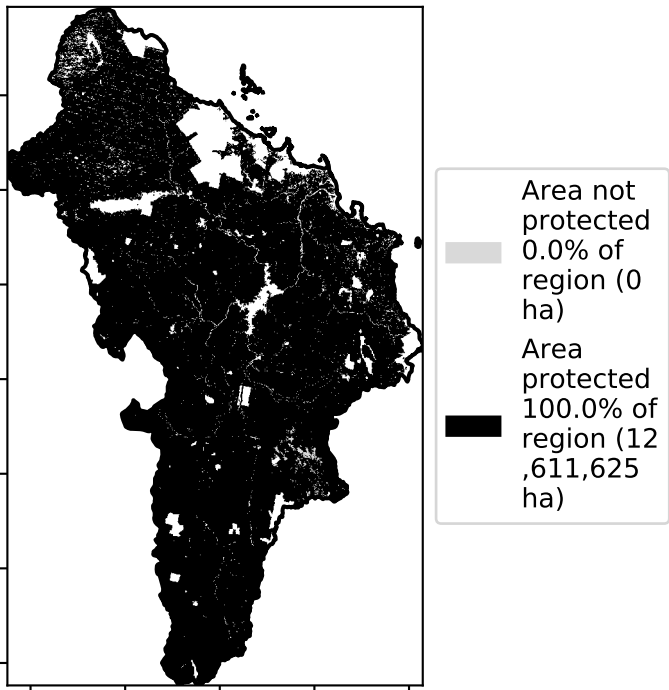 Area not
protected
0.0% of
region (0
ha)
Area
protected
100.0% of
region (12
,611,625
ha)